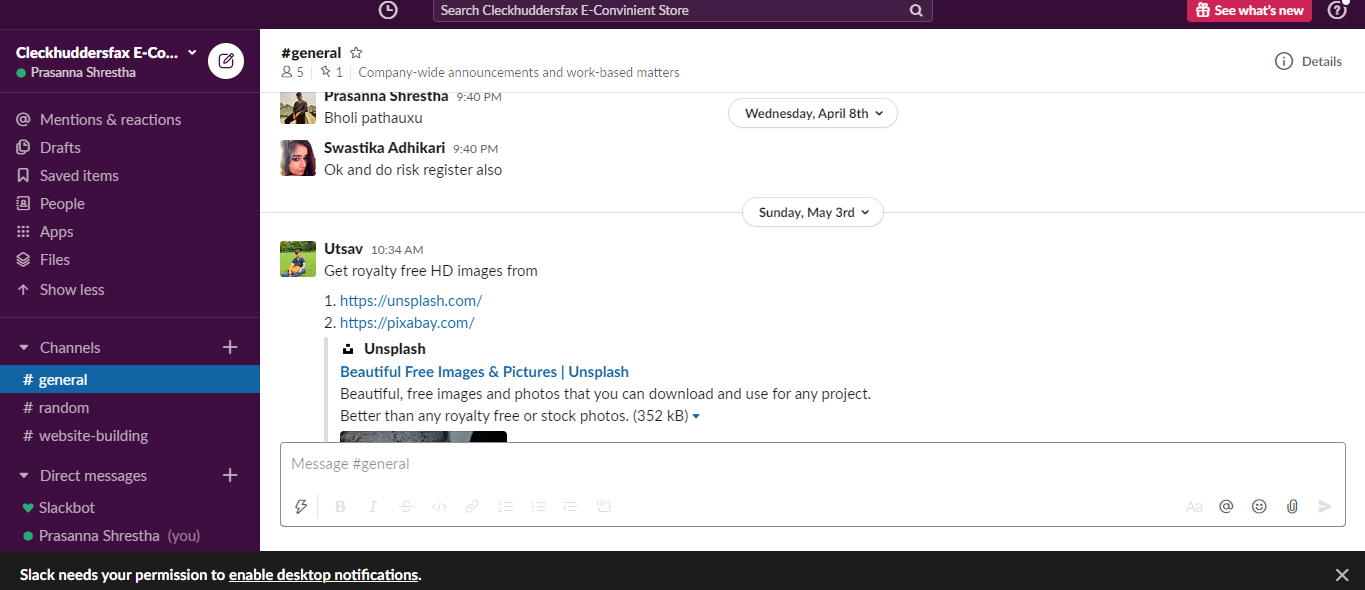 Search Cleckhuddersfax E-Convinient Store
See what's new
Cleckhuddersfax E-Co...
Prasanna Shrestha
Mentions & reactions
Drafts
Saved items
People
Apps
Files
Show less
Channels
# general
# random
# website-building
Direct messages
Slackbot
Prasanna Shrestha (you)
#general
5 | 1 | Company-wide announcements and work-based matters
Details
Prasanna Shrestha 9:40 PM
Bholi pathauxu
Wednesday, April 8th
Swastika Adhikari 9:40 PM
Ok and do risk register also
Sunday, May 3rd
Utsav 10:34 AM
Get royalty free HD images from
1. https://unsplash.com/
2. https://pixabay.com/
Unsplash
Beautiful Free Images & Pictures | Unsplash
Beautiful, free images and photos that you can download and use for any project.
Better than any royalty free or stock photos. (352 kB)
Message #general
B I S </> Aa @
Slack needs your permission to enable desktop notifications.